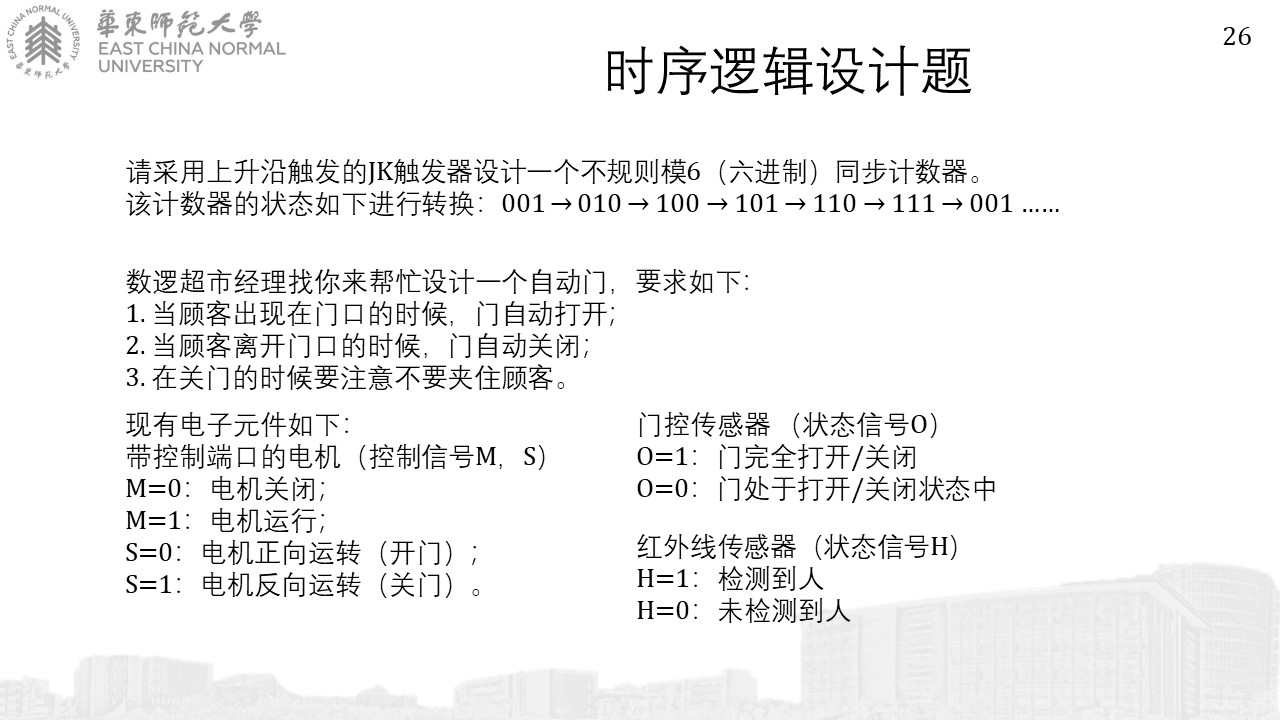 EAST CHINA NORMAL UNIVERSITY
華東师范大學
華東师范大學
EAST CHINA NORMAL
UNIVERSITY
26
时序逻辑设计题
请采用上升沿触发的JK触发器设计一个不规则模6（六进制）同步计数器。
该计数器的状态如下进行转换：001→010→100→101→110→111→001 ……
数逻超市经理找你来帮忙设计一个自动门，要求如下：
1. 当顾客出现在门口的时候，门自动打开；
2. 当顾客离开门口的时候，门自动关闭；
3. 在关门的时候要注意不要夹住顾客。
现有电子元件如下：
带控制端口的电机（控制信号M，S）
M=0：电机关闭；
M=1：电机运行；
S=0：电机正向运转（开门）；
S=1：电机反向运转（关门）。
门控传感器（状态信号O）
O=1：门完全打开/关闭
O=0：门处于打开/关闭状态中
红外线传感器（状态信号H）
H=1：检测到人
H=0：未检测到人